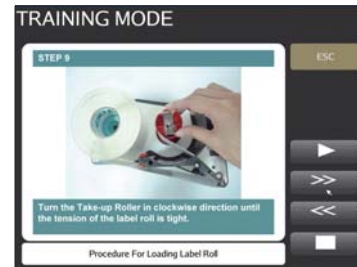 TRAINING MODE
STEP 9
ESC
Turn the Take-up Roller in clockwise direction until
the tension of the label roll is tight.
>>
<<
Procedure For Loading Label Roll